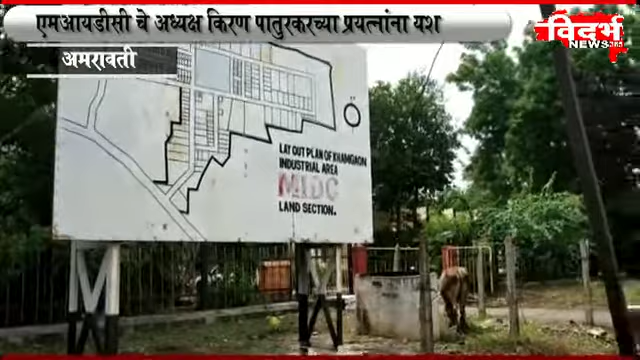 एमआयडीसी चे अध्यक्ष किरण पातुरकरच्या प्रयत्नांना यश
अमरावती
विदर्भ
NEWS
LAY OUT PLAN OF KHAMGAON
INDUSTRIAL AREA
MIDC
LAND SECTION.